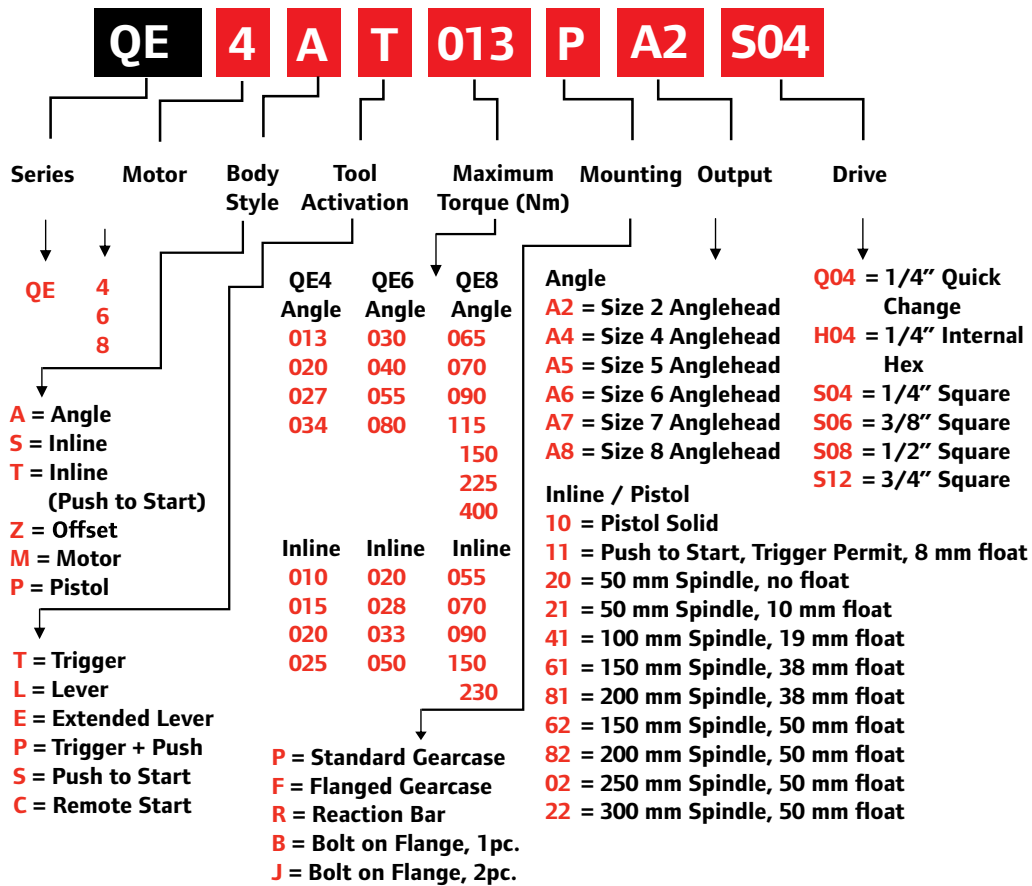 QE 4 A T 013 P A2 S04
Series
Motor
Body
Style
Tool
Activation
Maximum
Torque (Nm)
Mounting
Output
Drive
QE
4
6
8
A = Angle
S = Inline
T = Inline
(Push to Start)
Z = Offset
M = Motor
P = Pistol
T = Trigger
L = Lever
E = Extended Lever
P = Trigger + Push
S = Push to Start
C = Remote Start
QE4 QE6 QE8
Angle Angle Angle
013 030 065
020 040 070
027 055 090
034 080 115
150
225
400
Inline Inline Inline
010 020 055
015 028 070
020 033 090
025 050 150
230
P = Standard Gearcase
F = Flanged Gearcase
R = Reaction Bar
B = Bolt on Flange, 1pc.
J = Bolt on Flange, 2pc.
Angle
A2 = Size 2 Anglehead
A4 = Size 4 Anglehead
A5 = Size 5 Anglehead
A6 = Size 6 Anglehead
A7 = Size 7 Anglehead
A8 = Size 8 Anglehead
Inline / Pistol
10 = Pistol Solid
11 = Push to Start, Trigger Permit, 8 mm float
20 = 50 mm Spindle, no float
21 = 50 mm Spindle, 10 mm float
41 = 100 mm Spindle, 19 mm float
61 = 150 mm Spindle, 38 mm float
81 = 200 mm Spindle, 38 mm float
62 = 150 mm Spindle, 50 mm float
82 = 200 mm Spindle, 50 mm float
02 = 250 mm Spindle, 50 mm float
22 = 300 mm Spindle, 50 mm float
Q04 = 1/4″ Quick
Change
H04 = 1/4″ Internal
Hex
S04 = 1/4″ Square
S06 = 3/8″ Square
S08 = 1/2″ Square
S12 = 3/4″ Square